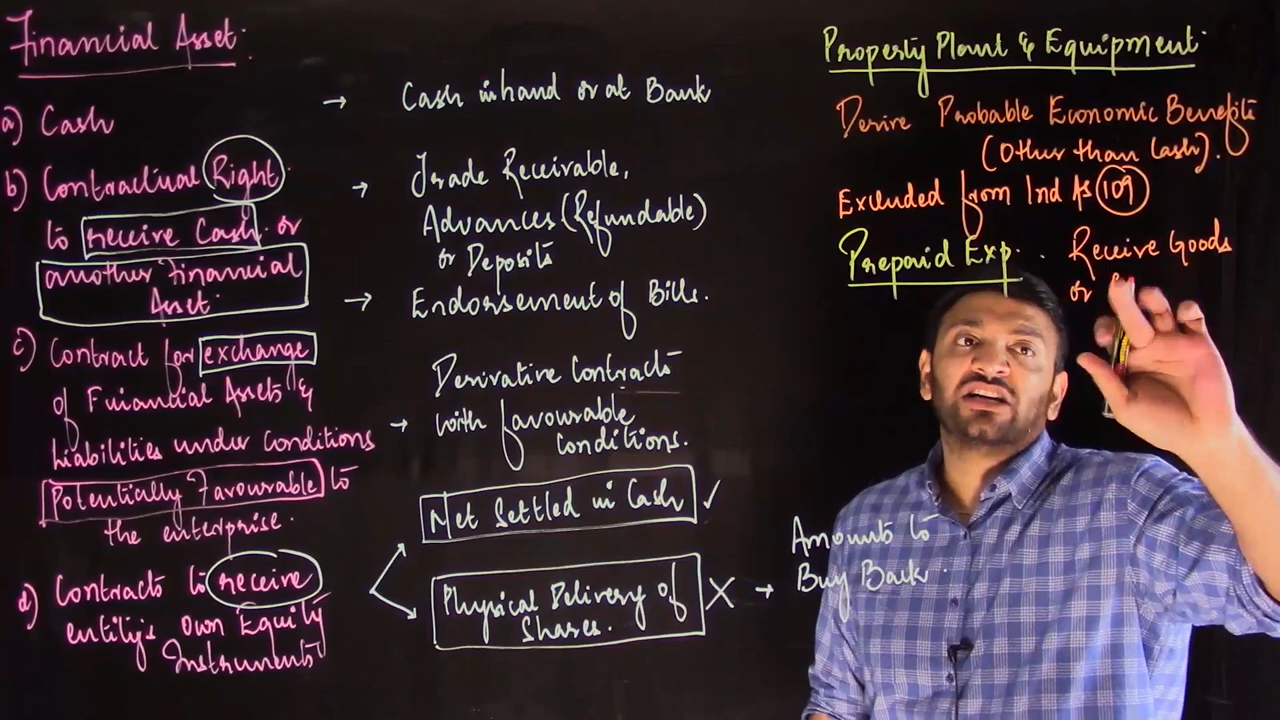 Financial Asset.
a) Cash
b) Contractual Right
to receive Cash or
another Financial
Asset.
c) Contract for exchange
of Financial Assets &
Liabilities under conditions
Potentially Favourable to
the enterprise.
d) Contracts to receive
entity's own Equity
Instruments
→ Cash in hand or at Bank
→ Trade Receivable,
Advances (Refundable)
or Deposits
→ Endorsement of Bills.
Derivative Contracts
→ with favourable
conditions.
Net Settled in Cash ✓
Physical Delivery of
Shares. X →
Amounts to
Buy Back.
Property Plant & Equipment
Derive Probable Economic Benefits
(Other than Cash).
Excluded from Ind As 109
Prepaid Exp. Receive Goods
or